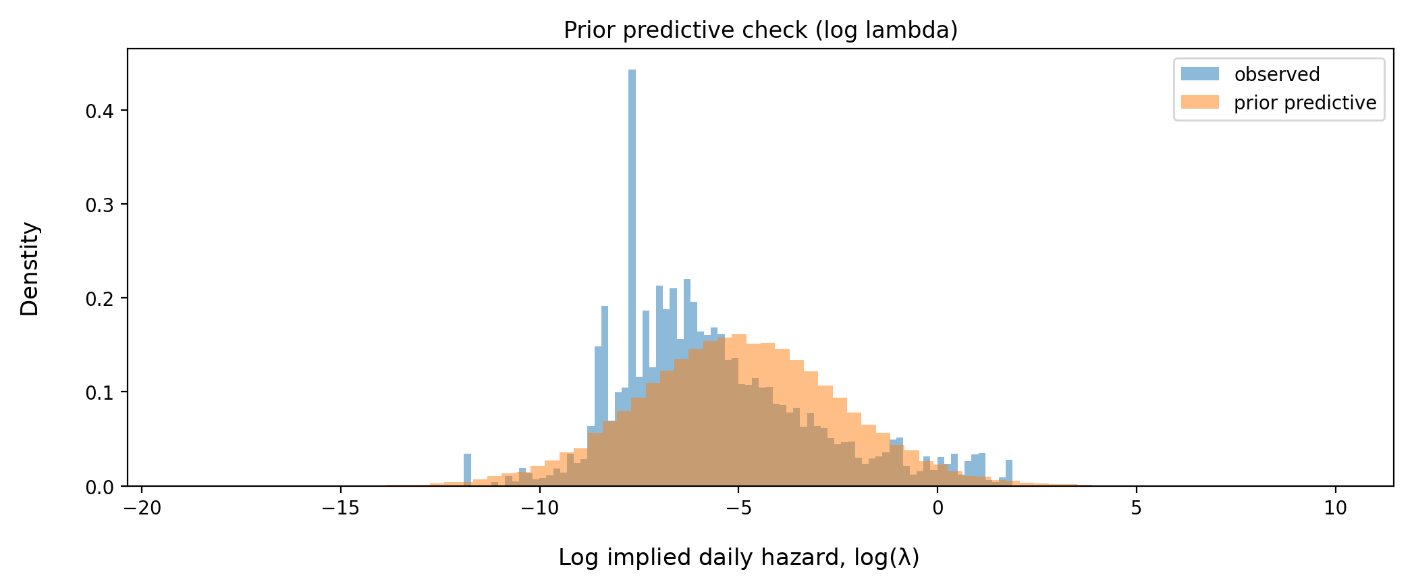 Prior predictive check (log lambda)
observed
prior predictive
Denstity
0.4
0.3
0.2
0.1
0.0
−20
−15
−10
−5
0
5
10
Log implied daily hazard, log(λ)